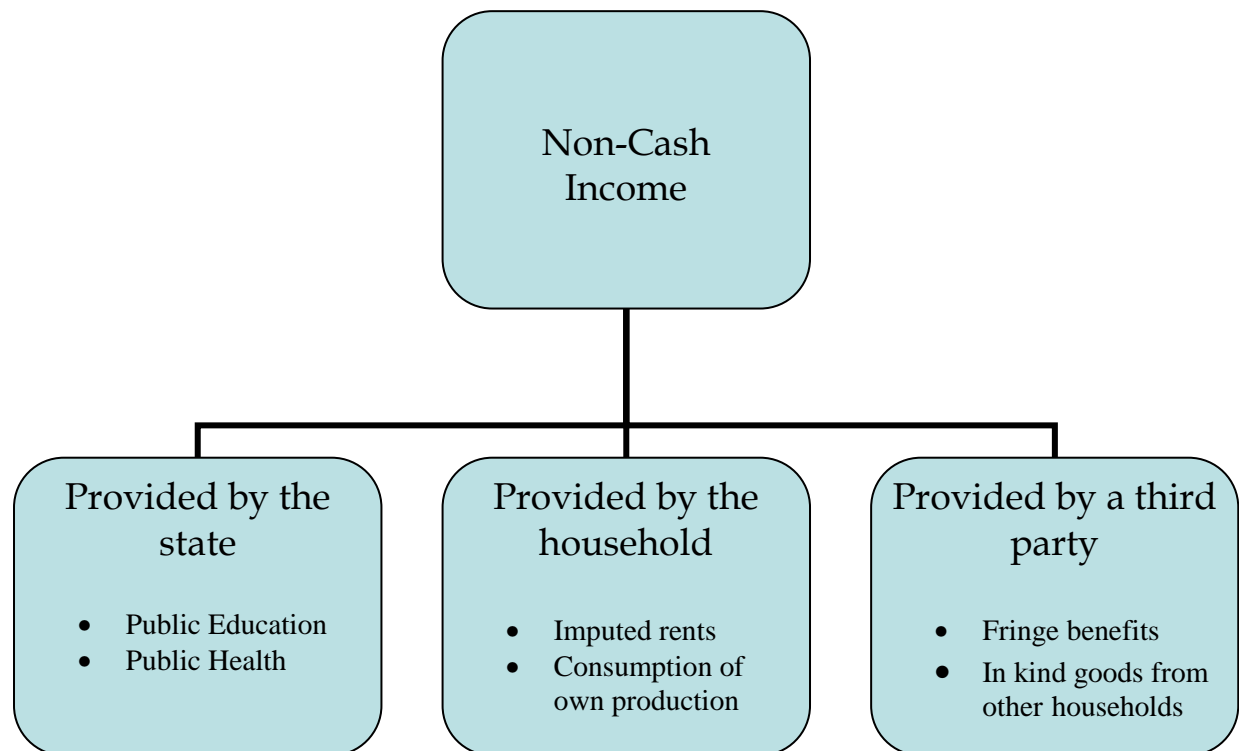 Non-Cash
Income
Provided by the
state
• Public Education
• Public Health
Provided by the
household
• Imputed rents
• Consumption of
own production
Provided by a third
party
• Fringe benefits
• In kind goods from
other households